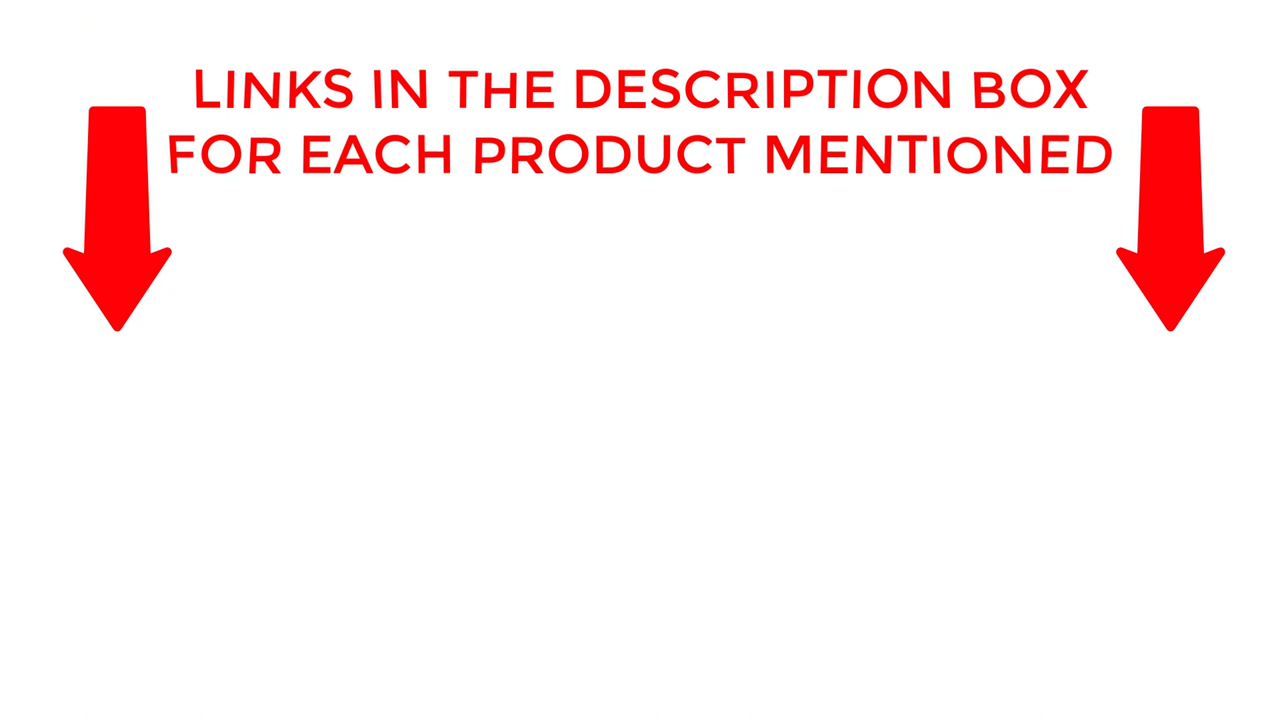 LINKS IN THE DESCRIPTION BOX
FOR EACH PRODUCT MENTIONED